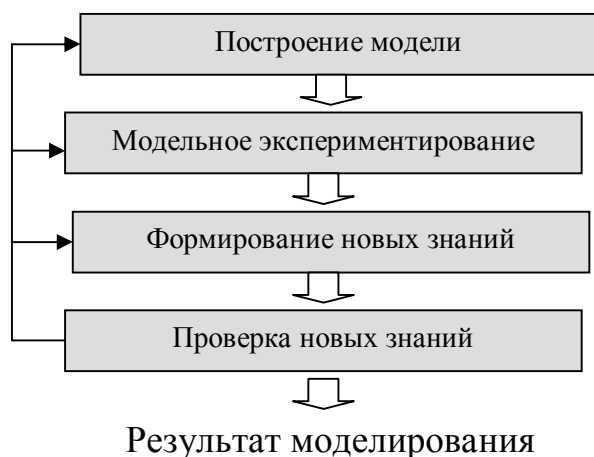 Построение модели
Модельное экспериментирование
Формирование новых знаний
Проверка новых знаний
Результат моделирования